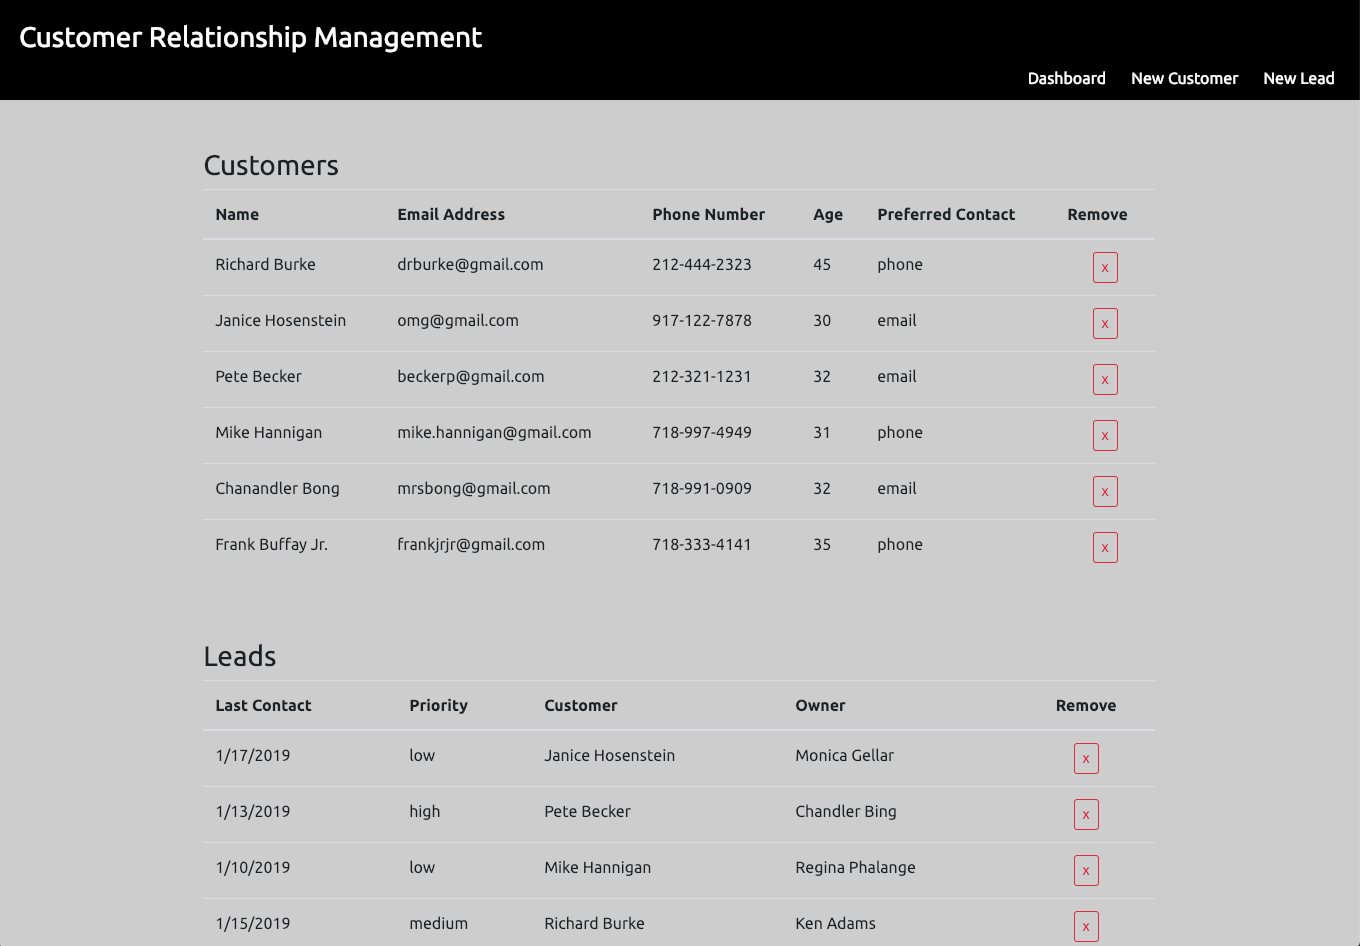 Customer Relationship Management
Dashboard New Customer New Lead
Customers
Name Email Address Phone Number Age Preferred Contact Remove
Richard Burke drburke@gmail.com 212-444-2323 45 phone x
Janice Hosenstein omg@gmail.com 917-122-7878 30 email x
Pete Becker beckerp@gmail.com 212-321-1231 32 email x
Mike Hannigan mike.hannigan@gmail.com 718-997-4949 31 phone x
Chanandler Bong mrsbong@gmail.com 718-991-0909 32 email x
Frank Buffay Jr. frankjrjr@gmail.com 718-333-4141 35 phone x
Leads
Last Contact Priority Customer Owner Remove
1/17/2019 low Janice Hosenstein Monica Gellar x
1/13/2019 high Pete Becker Chandler Bing x
1/10/2019 low Mike Hannigan Regina Phalange x
1/15/2019 medium Richard Burke Ken Adams x